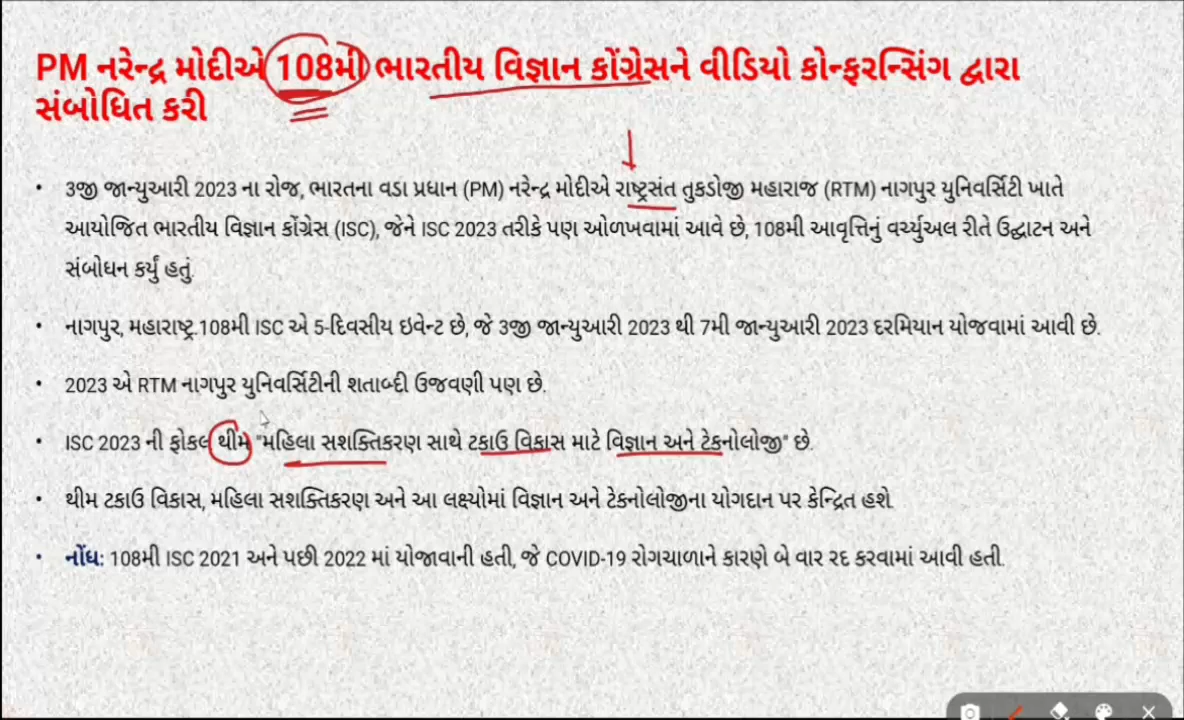 PM નરેન્દ્ર મોદીએ 108મી ભારતીય વિજ્ઞાન કોંગ્રેસને વીડિયો કોન્ફરન્સિંગ દ્વારા
સંબોધિત કરી
• 3જી જાન્યુઆરી 2023 ના રોજ, ભારતના વડા પ્રધાન (PM) નરેન્દ્ર મોદીએ રાષ્ટ્રસંત તુકડોજી મહારાજ (RTM) નાગપુર યુનિવર્સિટી ખાતે
આયોજિત ભારતીય વિજ્ઞાન કોંગ્રેસ (ISC), જેને ISC 2023 તરીકે પણ ઓળખવામાં આવે છે, 108મી આવૃત્તિનું વર્ચ્યુઅલ રીતે ઉદ્ઘાટન અને
સંબોધન કર્યું હતું.
• નાગપુર, મહારાષ્ટ્ર.108મી ISC એ 5-દિવસીય ઇવેન્ટ છે, જે 3જી જાન્યુઆરી 2023 થી 7મી જાન્યુઆરી 2023 દરમિયાન યોજવામાં આવી છે.
• 2023 એ RTM નાગપુર યુનિવર્સિટીની શતાબ્દી ઉજવણી પણ છે.
• ISC 2023 ની ફોકલ થીમ "મહિલા સશક્તિકરણ સાથે ટકાઉ વિકાસ માટે વિજ્ઞાન અને ટેકનોલોજી" છે.
• થીમ ટકાઉ વિકાસ, મહિલા સશક્તિકરણ અને આ લક્ષ્યોમાં વિજ્ઞાન અને ટેકનોલોજીના યોગદાન પર કેન્દ્રિત હશે.
• નોંધ: 108મી ISC 2021 અને પછી 2022 માં યોજાવાની હતી, જે COVID-19 રોગચાળાને કારણે બે વાર રદ કરવામાં આવી હતી.